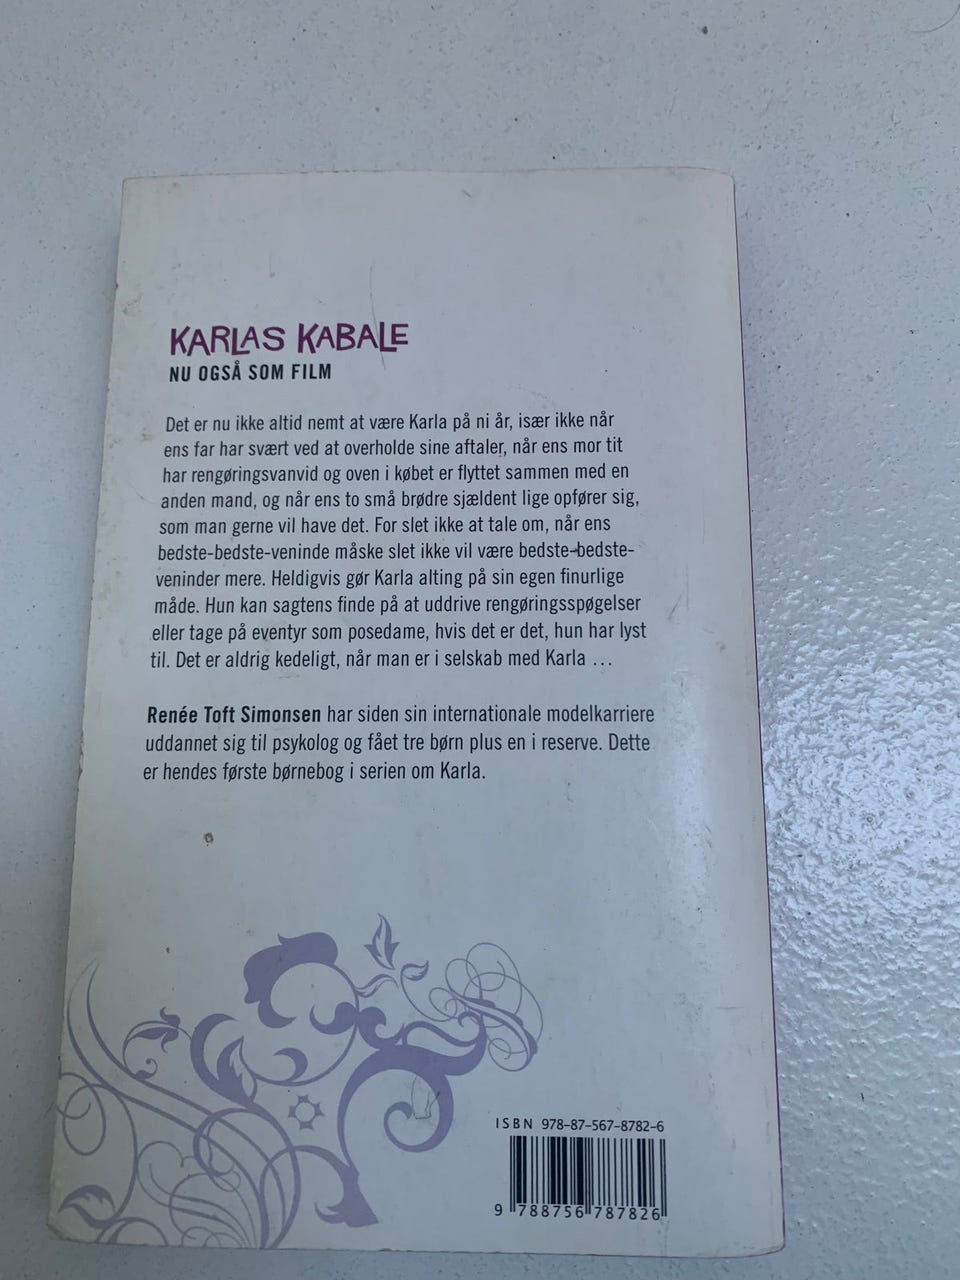 KARLAS KABALE
NU OGSÅ SOM FILM
Det er nu ikke altid nemt at være Karla på ni år, især ikke når
ens far har svært ved at overholde sine aftaler, når ens mor tit
har rengøringsvanvid og oven i købet er flyttet sammen med en
anden mand, og når ens to små brødre sjældent lige opfører sig,
som man gerne vil have det. For slet ikke at tale om, når ens
bedste-bedste-veninde måske slet ikke vil være bedste-bedste-
veninder mere. Heldigvis gør Karla alting på sin egen finurlige
måde. Hun kan sagtens finde på at uddrive rengøringsspøgelser
eller tage på eventyr som posedame, hvis det er det, hun har lyst
til. Det er aldrig kedeligt, når man er i selskab med Karla ...
Renée Toft Simonsen har siden sin internationale modelkarriere
uddannet sig til psykolog og fået tre børn plus en i reserve. Dette
er hendes første børnebog i serien om Karla.
ISBN 978-87-567-8782-6
9 788756 787826